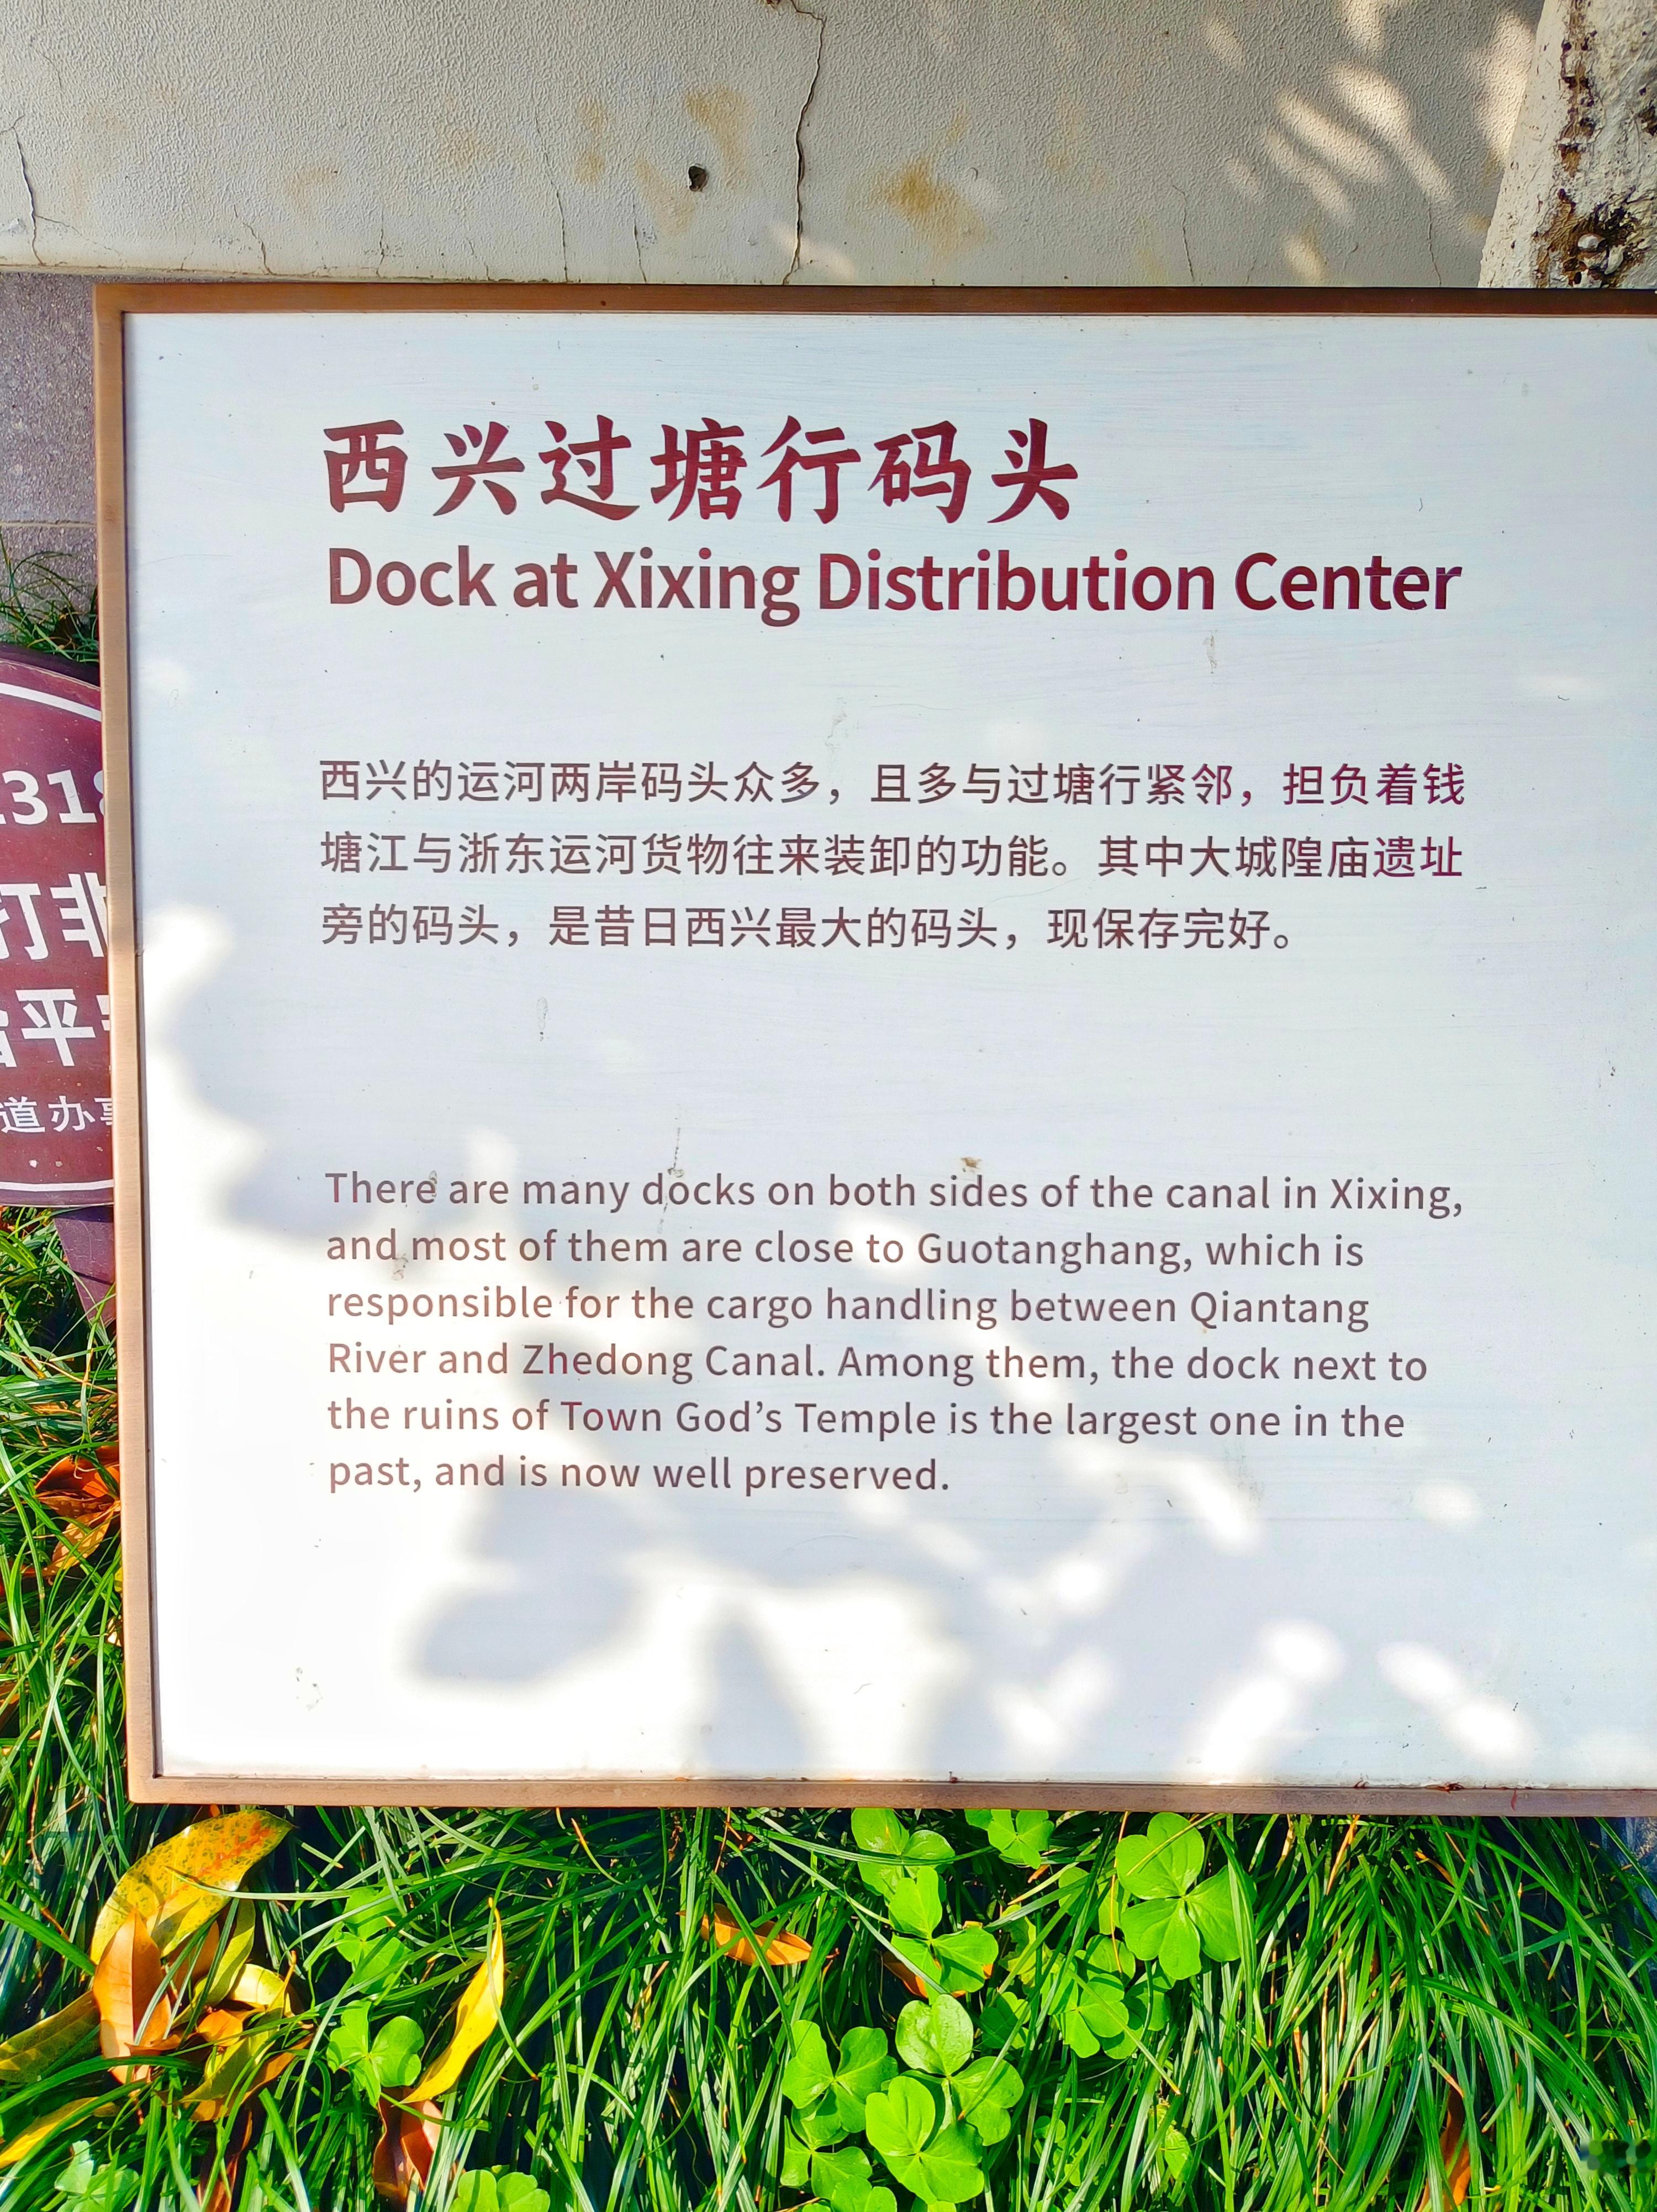 西兴过塘行码头
Dock at Xixing Distribution Center
西兴的运河两岸码头众多，且多与过塘行紧邻，担负着钱
塘江与浙东运河货物往来装卸的功能。其中大城隍庙遗址
旁的码头，是昔日西兴最大的码头，现保存完好。
There are many docks on both sides of the canal in Xixing,
and most of them are close to Guotanghang, which is
responsible for the cargo handling between Qiantang
River and Zhedong Canal. Among them, the dock next to
the ruins of Town God’s Temple is the largest one in the
past, and is now well preserved.
231
打非
平
道办